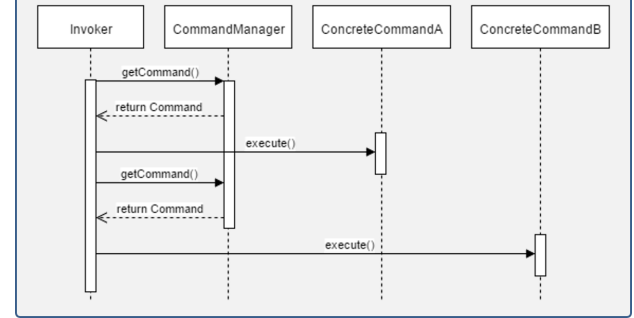 Invoker CommandManager ConcreteCommandA ConcreteCommandB
getCommand()
return Command
execute()
getCommand()
return Command
execute()